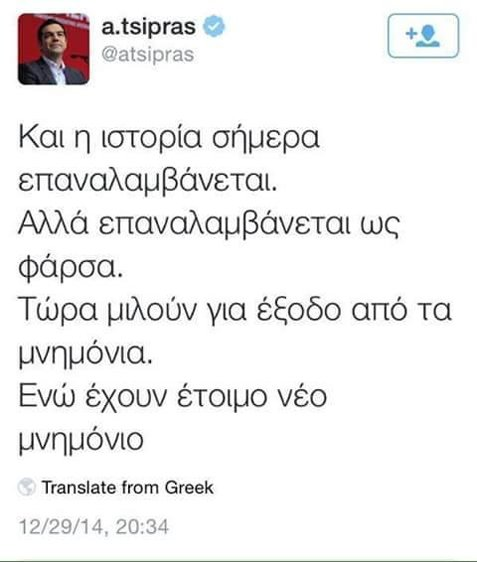 a.tsipras
@atsipras
Και η ιστορία σήμερα
επαναλαμβάνεται.
Αλλά επαναλαμβάνεται ως
φάρσα.
Τώρα μιλούν για έξοδο από τα
μνημόνια.
Ενώ έχουν έτοιμο νέο
μνημόνιο
Translate from Greek
12/29/14, 20:34